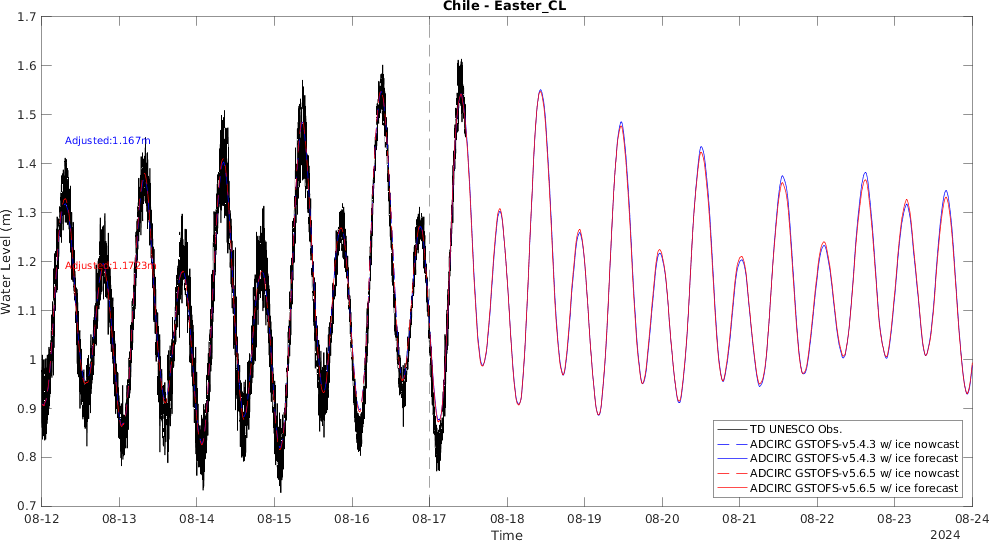 Chile - Easter_CL
1.7
1.6
1.5
1.4
1.3
1.2
1.1
1
0.9
0.8
0.7
Water Level (m)
Adjusted:1.167m
Adjusted:1.1723m
TD UNESCO Obs.
ADCIRC GSTOFS-v5.4.3 w/ ice nowcast
ADCIRC GSTOFS-v5.4.3 w/ ice forecast
ADCIRC GSTOFS-v5.6.5 w/ ice nowcast
ADCIRC GSTOFS-v5.6.5 w/ ice forecast
08-12 08-13 08-14 08-15 08-16 08-17 08-18 08-19 08-20 08-21 08-22 08-23 08-24
Time
2024